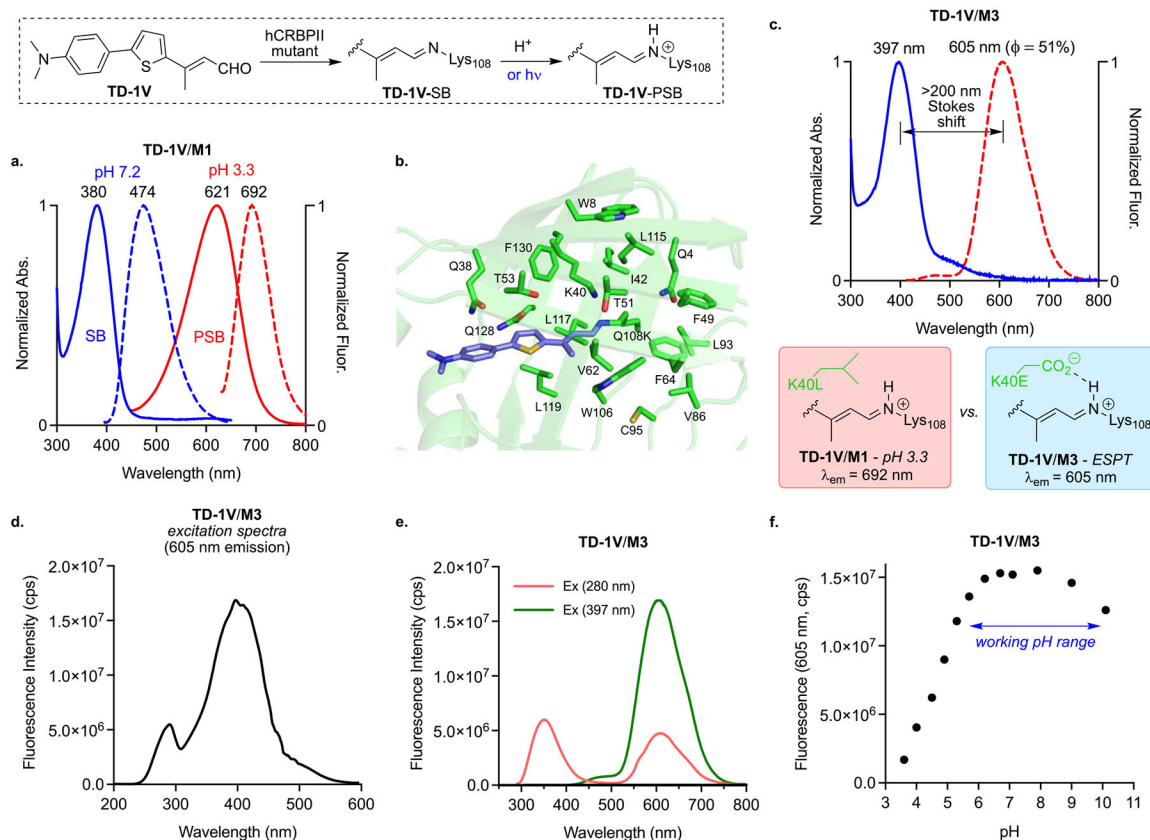 N
S
CHO
TD-1V
hCRBPII
mutant
N
Lys108
TD-1V-SB
H+
or hν
H
N
⊕
Lys108
TD-1V-PSB
a.
TD-1V/M1
pH 7.2
pH 3.3
380
474
621
692
1
1
Normalized Abs.
Normalized Fluor.
SB
PSB
0
0
300
400
500
600
700
800
Wavelength (nm)
b.
W8
F130
L115
Q4
Q38
T53
I42
K40
T51
Q128
L117
Q108K
F49
L93
V62
F64
L119
W106
V86
C95
c.
TD-1V/M3
397 nm
605 nm (ϕ = 51%)
1
1
>200 nm
Stokes
shift
Normalized Abs.
Normalized Fluor.
0
0
300
400
500
600
700
800
Wavelength (nm)
K40L
H
N
⊕
Lys108
TD-1V/M1 - pH 3.3
λem = 692 nm
vs.
K40E
CO2⊖
H
N
⊕
Lys108
TD-1V/M3 - ESPT
λem = 605 nm
d.
TD-1V/M3
excitation spectra
(605 nm emission)
2.0×10⁷
1.5×10⁷
1.0×10⁷
5.0×10⁶
0.0
Fluorescence Intensity (cps)
200
300
400
500
600
Wavelength (nm)
e.
TD-1V/M3
Ex (280 nm)
Ex (397 nm)
2.0×10⁷
1.5×10⁷
1.0×10⁷
5.0×10⁶
0.0
Fluorescence Intensity (cps)
300
400
500
600
700
800
Wavelength (nm)
f.
TD-1V/M3
1.5×10⁷
1.0×10⁷
5.0×10⁶
0.0
Fluorescence (605 nm, cps)
working pH range
3
4
5
6
7
8
9
10
11
pH